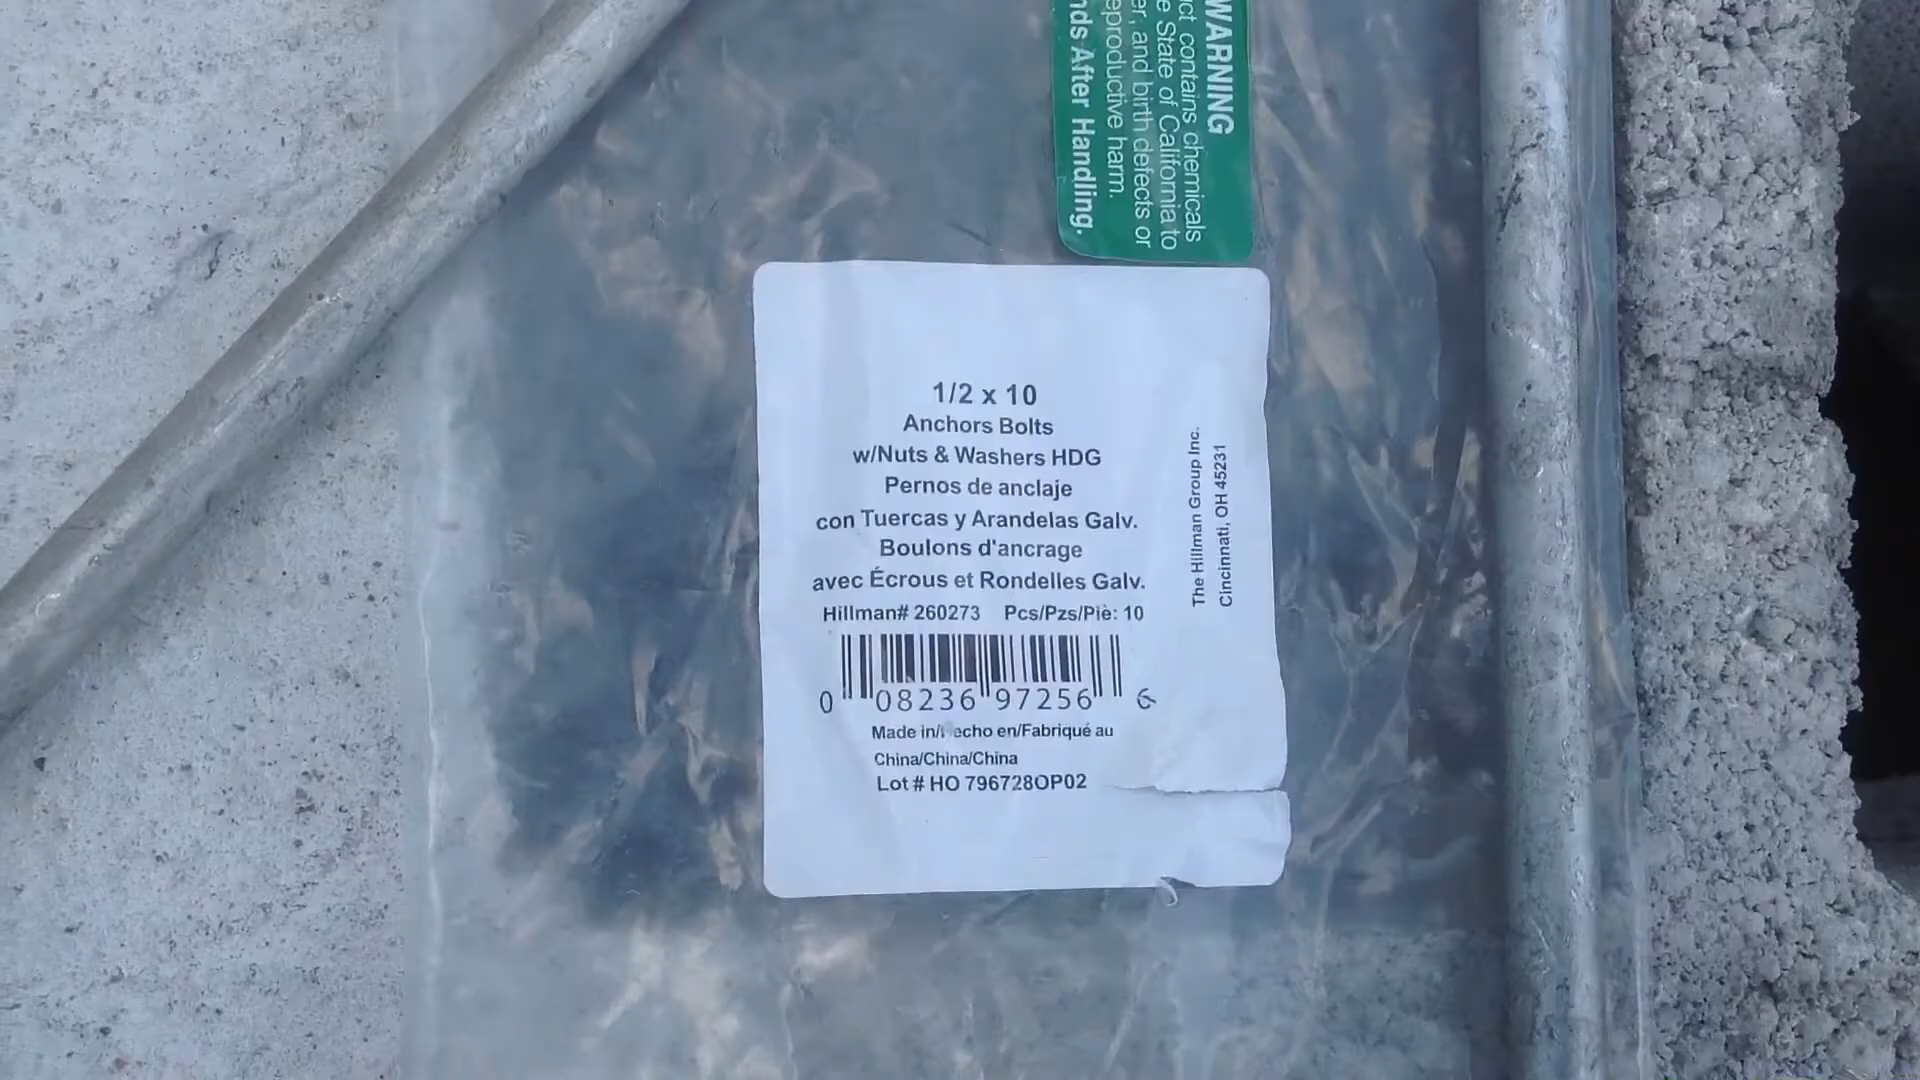 WARNING
ct contains chemicals
e State of California to
er, and birth defects or
eproductive harm.
nds After Handling.
1/2 x 10
Anchors Bolts
w/Nuts & Washers HDG
Pernos de anclaje
con Tuercas y Arandelas Galv.
Boulons d'ancrage
avec Écrous et Rondelles Galv.
Hillman# 260273 Pcs/Pzs/Piè: 10
0 08236 97256 6
Made in/Hecho en/Fabriqué au
China/China/China
Lot # HO 796728OP02
The Hillman Group Inc.
Cincinnati, OH 45231